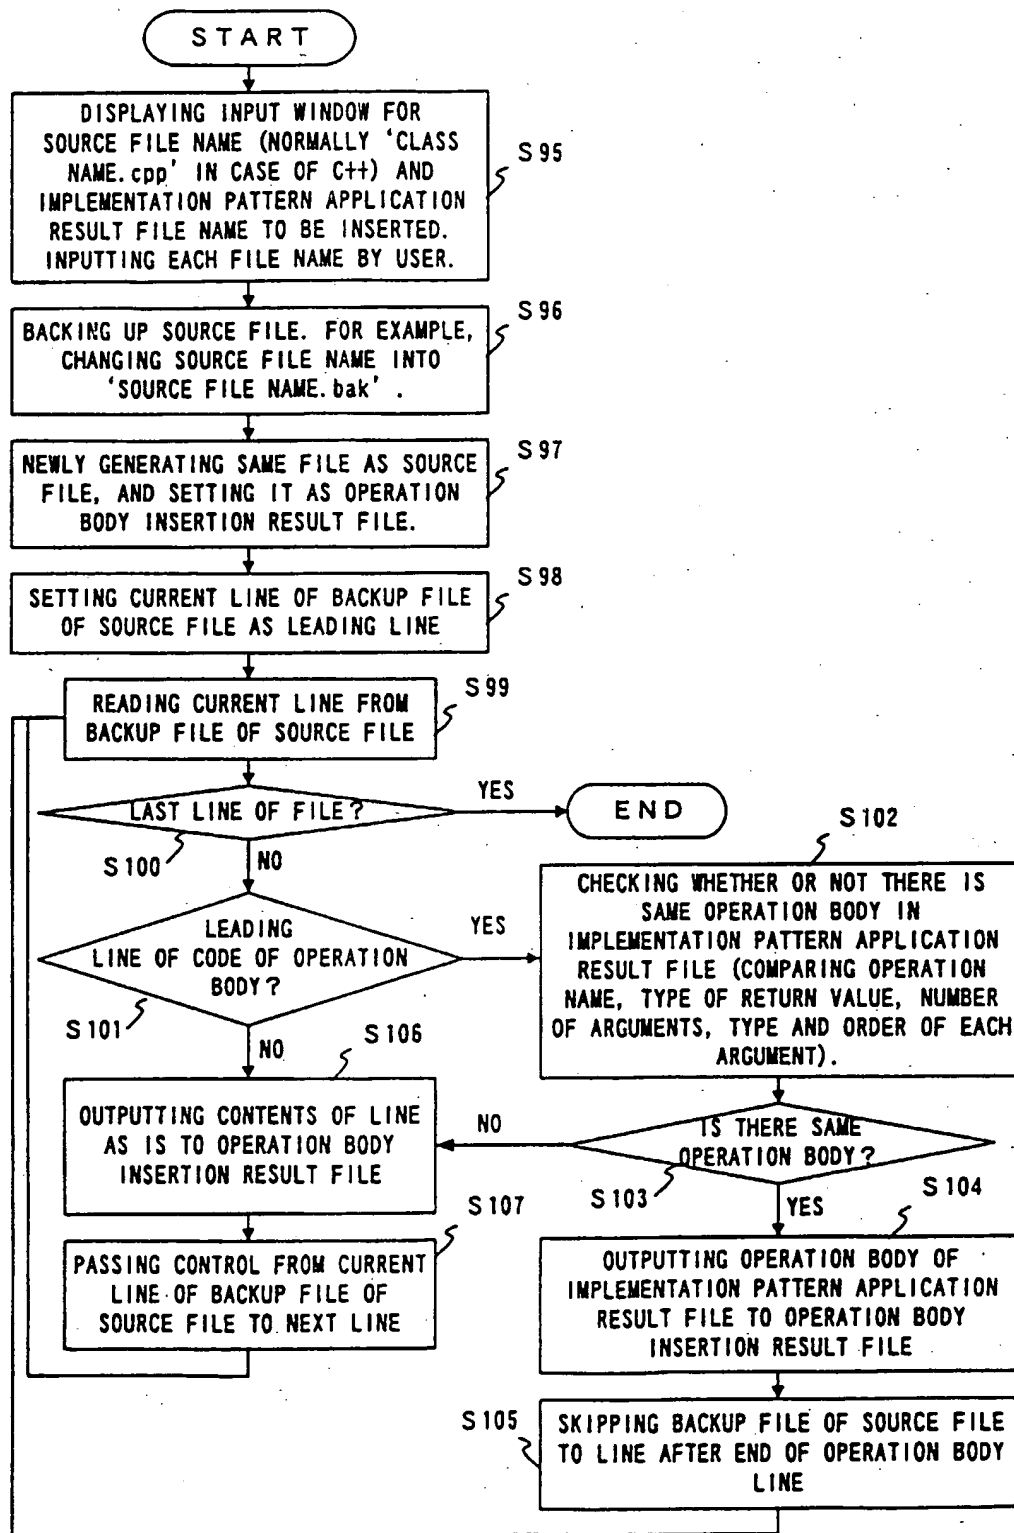 START
DISPLAYING INPUT WINDOW FOR
SOURCE FILE NAME (NORMALLY 'CLASS
NAME.cpp' IN CASE OF C++) AND
IMPLEMENTATION PATTERN APPLICATION
RESULT FILE NAME TO BE INSERTED.
INPUTTING EACH FILE NAME BY USER.
S95
BACKING UP SOURCE FILE. FOR EXAMPLE,
CHANGING SOURCE FILE NAME INTO
'SOURCE FILE NAME.bak' .
S96
NEWLY GENERATING SAME FILE AS SOURCE
FILE, AND SETTING IT AS OPERATION
BODY INSERTION RESULT FILE.
S97
SETTING CURRENT LINE OF BACKUP FILE
OF SOURCE FILE AS LEADING LINE
S98
READING CURRENT LINE FROM
BACKUP FILE OF SOURCE FILE
S99
LAST LINE OF FILE?
S100
YES
END
NO
LEADING
LINE OF CODE OF OPERATION
BODY?
S101
YES
NO
S102
CHECKING WHETHER OR NOT THERE IS
SAME OPERATION BODY IN
IMPLEMENTATION PATTERN APPLICATION
RESULT FILE (COMPARING OPERATION
NAME, TYPE OF RETURN VALUE, NUMBER
OF ARGUMENTS, TYPE AND ORDER OF EACH
ARGUMENT).
IS THERE SAME
OPERATION BODY?
S103
NO
YES
S104
OUTPUTTING OPERATION BODY OF
IMPLEMENTATION PATTERN APPLICATION
RESULT FILE TO OPERATION BODY
INSERTION RESULT FILE
S105
SKIPPING BACKUP FILE OF SOURCE FILE
TO LINE AFTER END OF OPERATION BODY
LINE
S106
OUTPUTTING CONTENTS OF LINE
AS IS TO OPERATION BODY
INSERTION RESULT FILE
S107
PASSING CONTROL FROM CURRENT
LINE OF BACKUP FILE OF
SOURCE FILE TO NEXT LINE